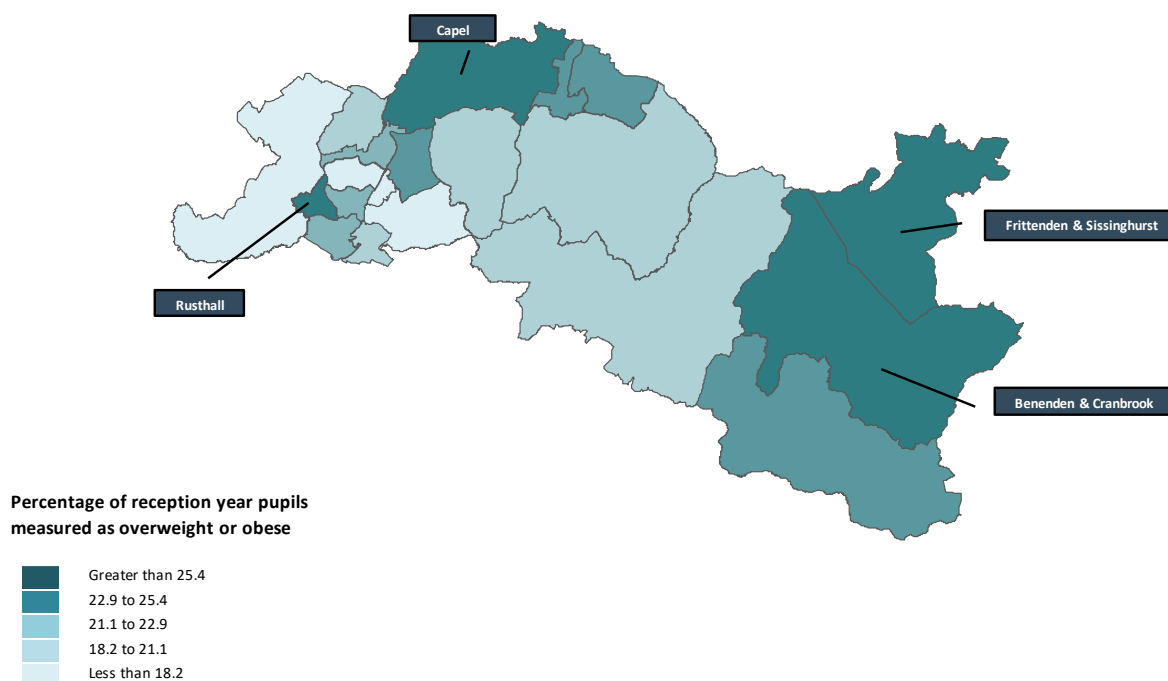 Capel
Frittenden & Sissinghurst
Rusthall
Benenden & Cranbrook
Percentage of reception year pupils
measured as overweight or obese
Greater than 25.4
22.9 to 25.4
21.1 to 22.9
18.2 to 21.1
Less than 18.2